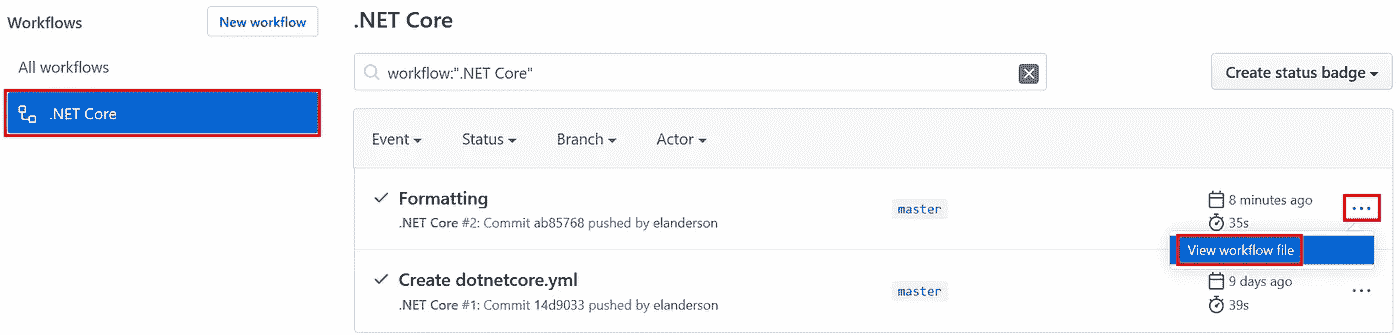 Workflows
New workflow
All workflows
.NET Core
.NET Core
workflow:".NET Core"
Create status badge
Event
Status
Branch
Actor
Formatting
.NET Core #2: Commit ab85768 pushed by elanderson
master
8 minutes ago
...
35s
View workflow file
Create dotnetcore.yml
.NET Core #1: Commit 14d9033 pushed by elanderson
master
9 days ago
...
39s